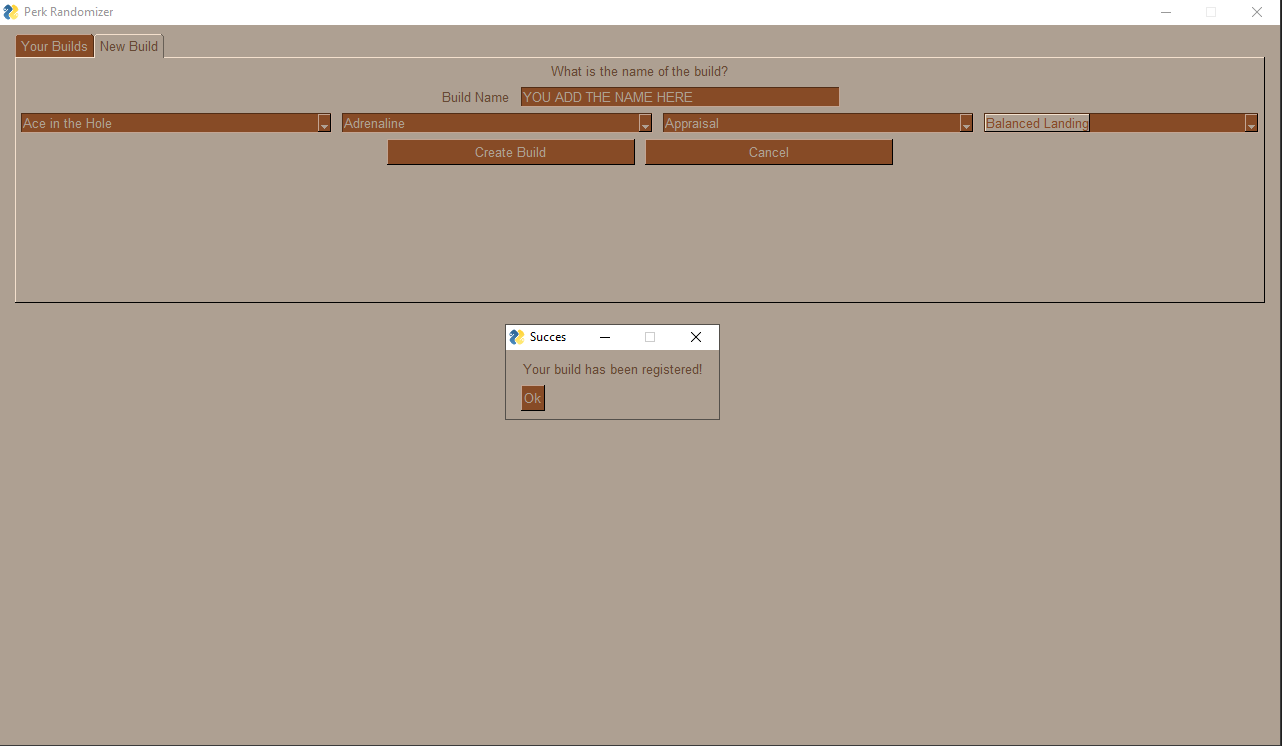 Perk Randomizer
Your Builds New Build
What is the name of the build?
Build Name YOU ADD THE NAME HERE
Ace in the Hole Adrenaline Appraisal Balanced Landing
Create Build Cancel
Succes
Your build has been registered!
Ok